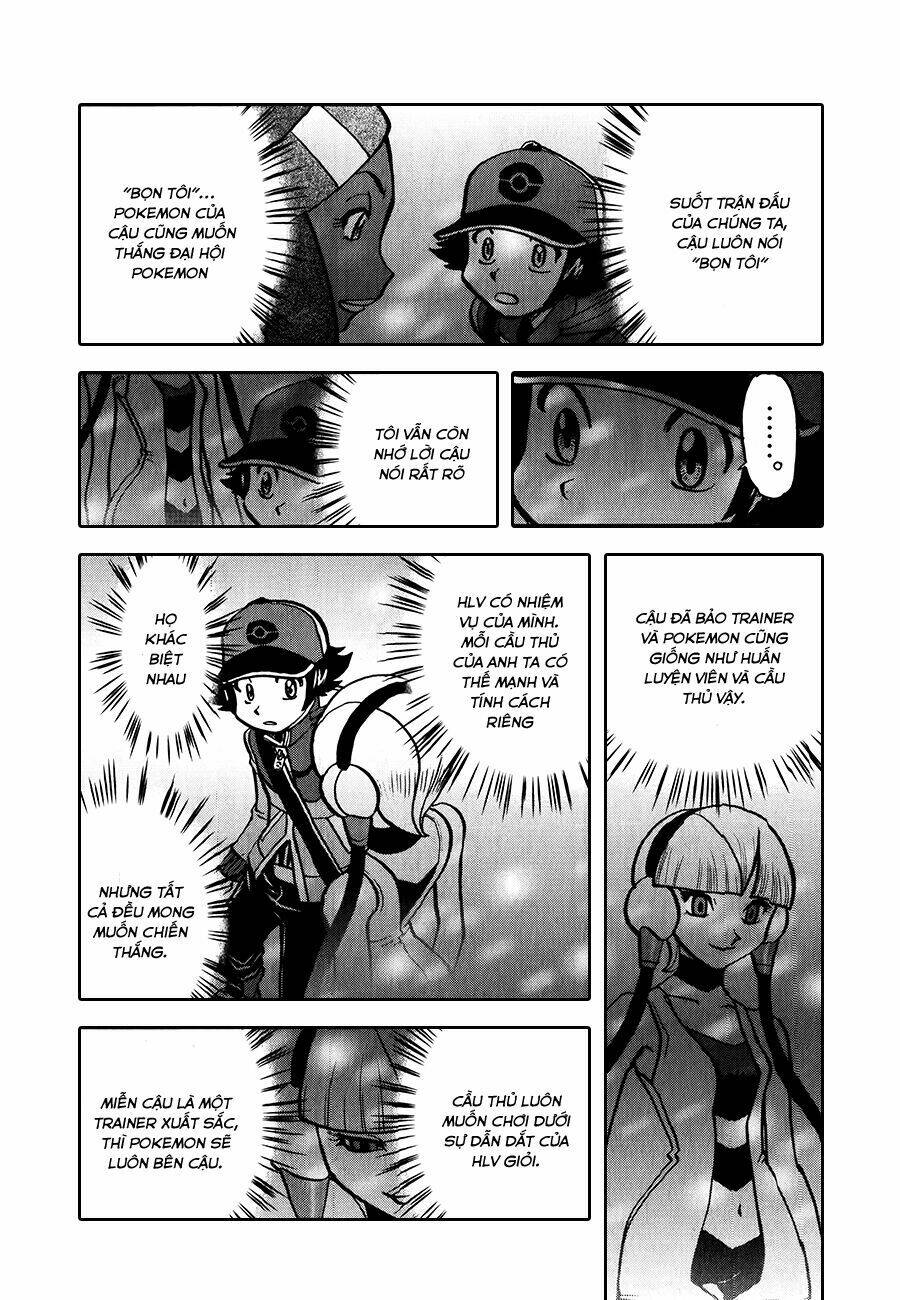 SUỐT TRẬN ĐẤU
CỦA CHÚNG TA,
CẬU LUÔN NÓI
"BỌN TÔI"
"BỌN TÔI"...
POKEMON CỦA
CẬU CŨNG MUỐN
THẮNG ĐẠI HỘI
POKEMON
.......
TÔI VẪN CÒN
NHỚ LỜI CẬU
NÓI RẤT RÕ
CẬU ĐÃ BẢO TRAINER
VÀ POKEMON CŨNG
GIỐNG NHƯ HUẤN
LUYỆN VIÊN VÀ CẦU
THỦ VẬY.
HLV CÓ NHIỆM
VỤ CỦA MÌNH.
MỖI CẦU THỦ
CỦA ANH TA CÓ
THẾ MẠNH VÀ
TÍNH CÁCH
RIÊNG
HỌ
KHÁC
BIỆT
NHAU
NHƯNG TẤT
CẢ ĐỀU MONG
MUỐN CHIẾN
THẮNG.
CẦU THỦ LUÔN
MUỐN CHƠI DƯỚI
SỰ DẪN DẮT CỦA
HLV GIỎI.
MIỄN CẬU LÀ MỘT
TRAINER XUẤT SẮC,
THÌ POKEMON SẼ
LUÔN BÊN CẬU.